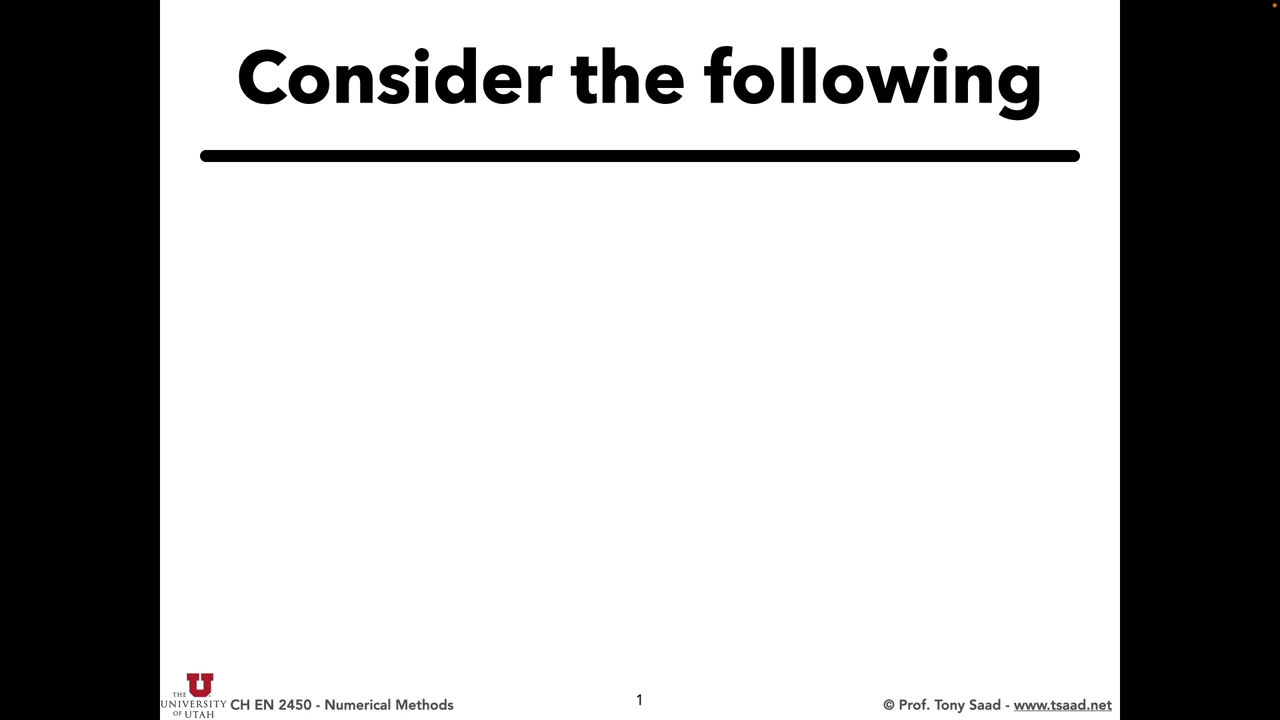 Consider the following
THE
UNIVERSITY
OF UTAH
CH EN 2450 - Numerical Methods
1
© Prof. Tony Saad - www.tsaad.net